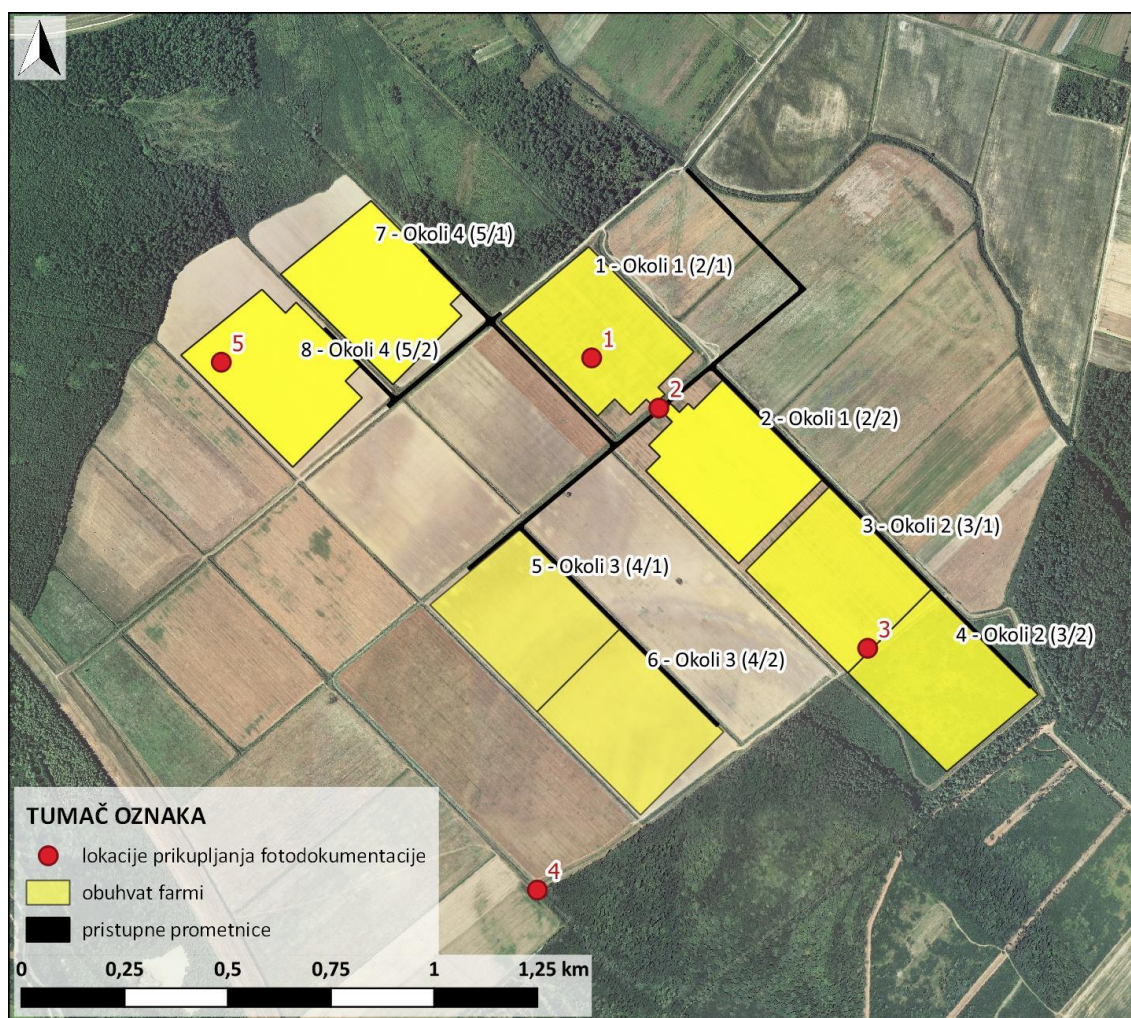 7 - Okoli 4 (5/1)
1 - Okoli 1 (2/1)
8 - Okoli 4 (5/2)
5
1
2
2 - Okoli 1 (2/2)
3 - Okoli 2 (3/1)
5 - Okoli 3 (4/1)
4 - Okoli 2 (3/2)
3
6 - Okoli 3 (4/2)
4
TUMAČ OZNAKA
lokacije prikupljanja fotodokumentacije
obuhvat farmi
pristupne prometnice
0 0,25 0,5 0,75 1 1,25 km